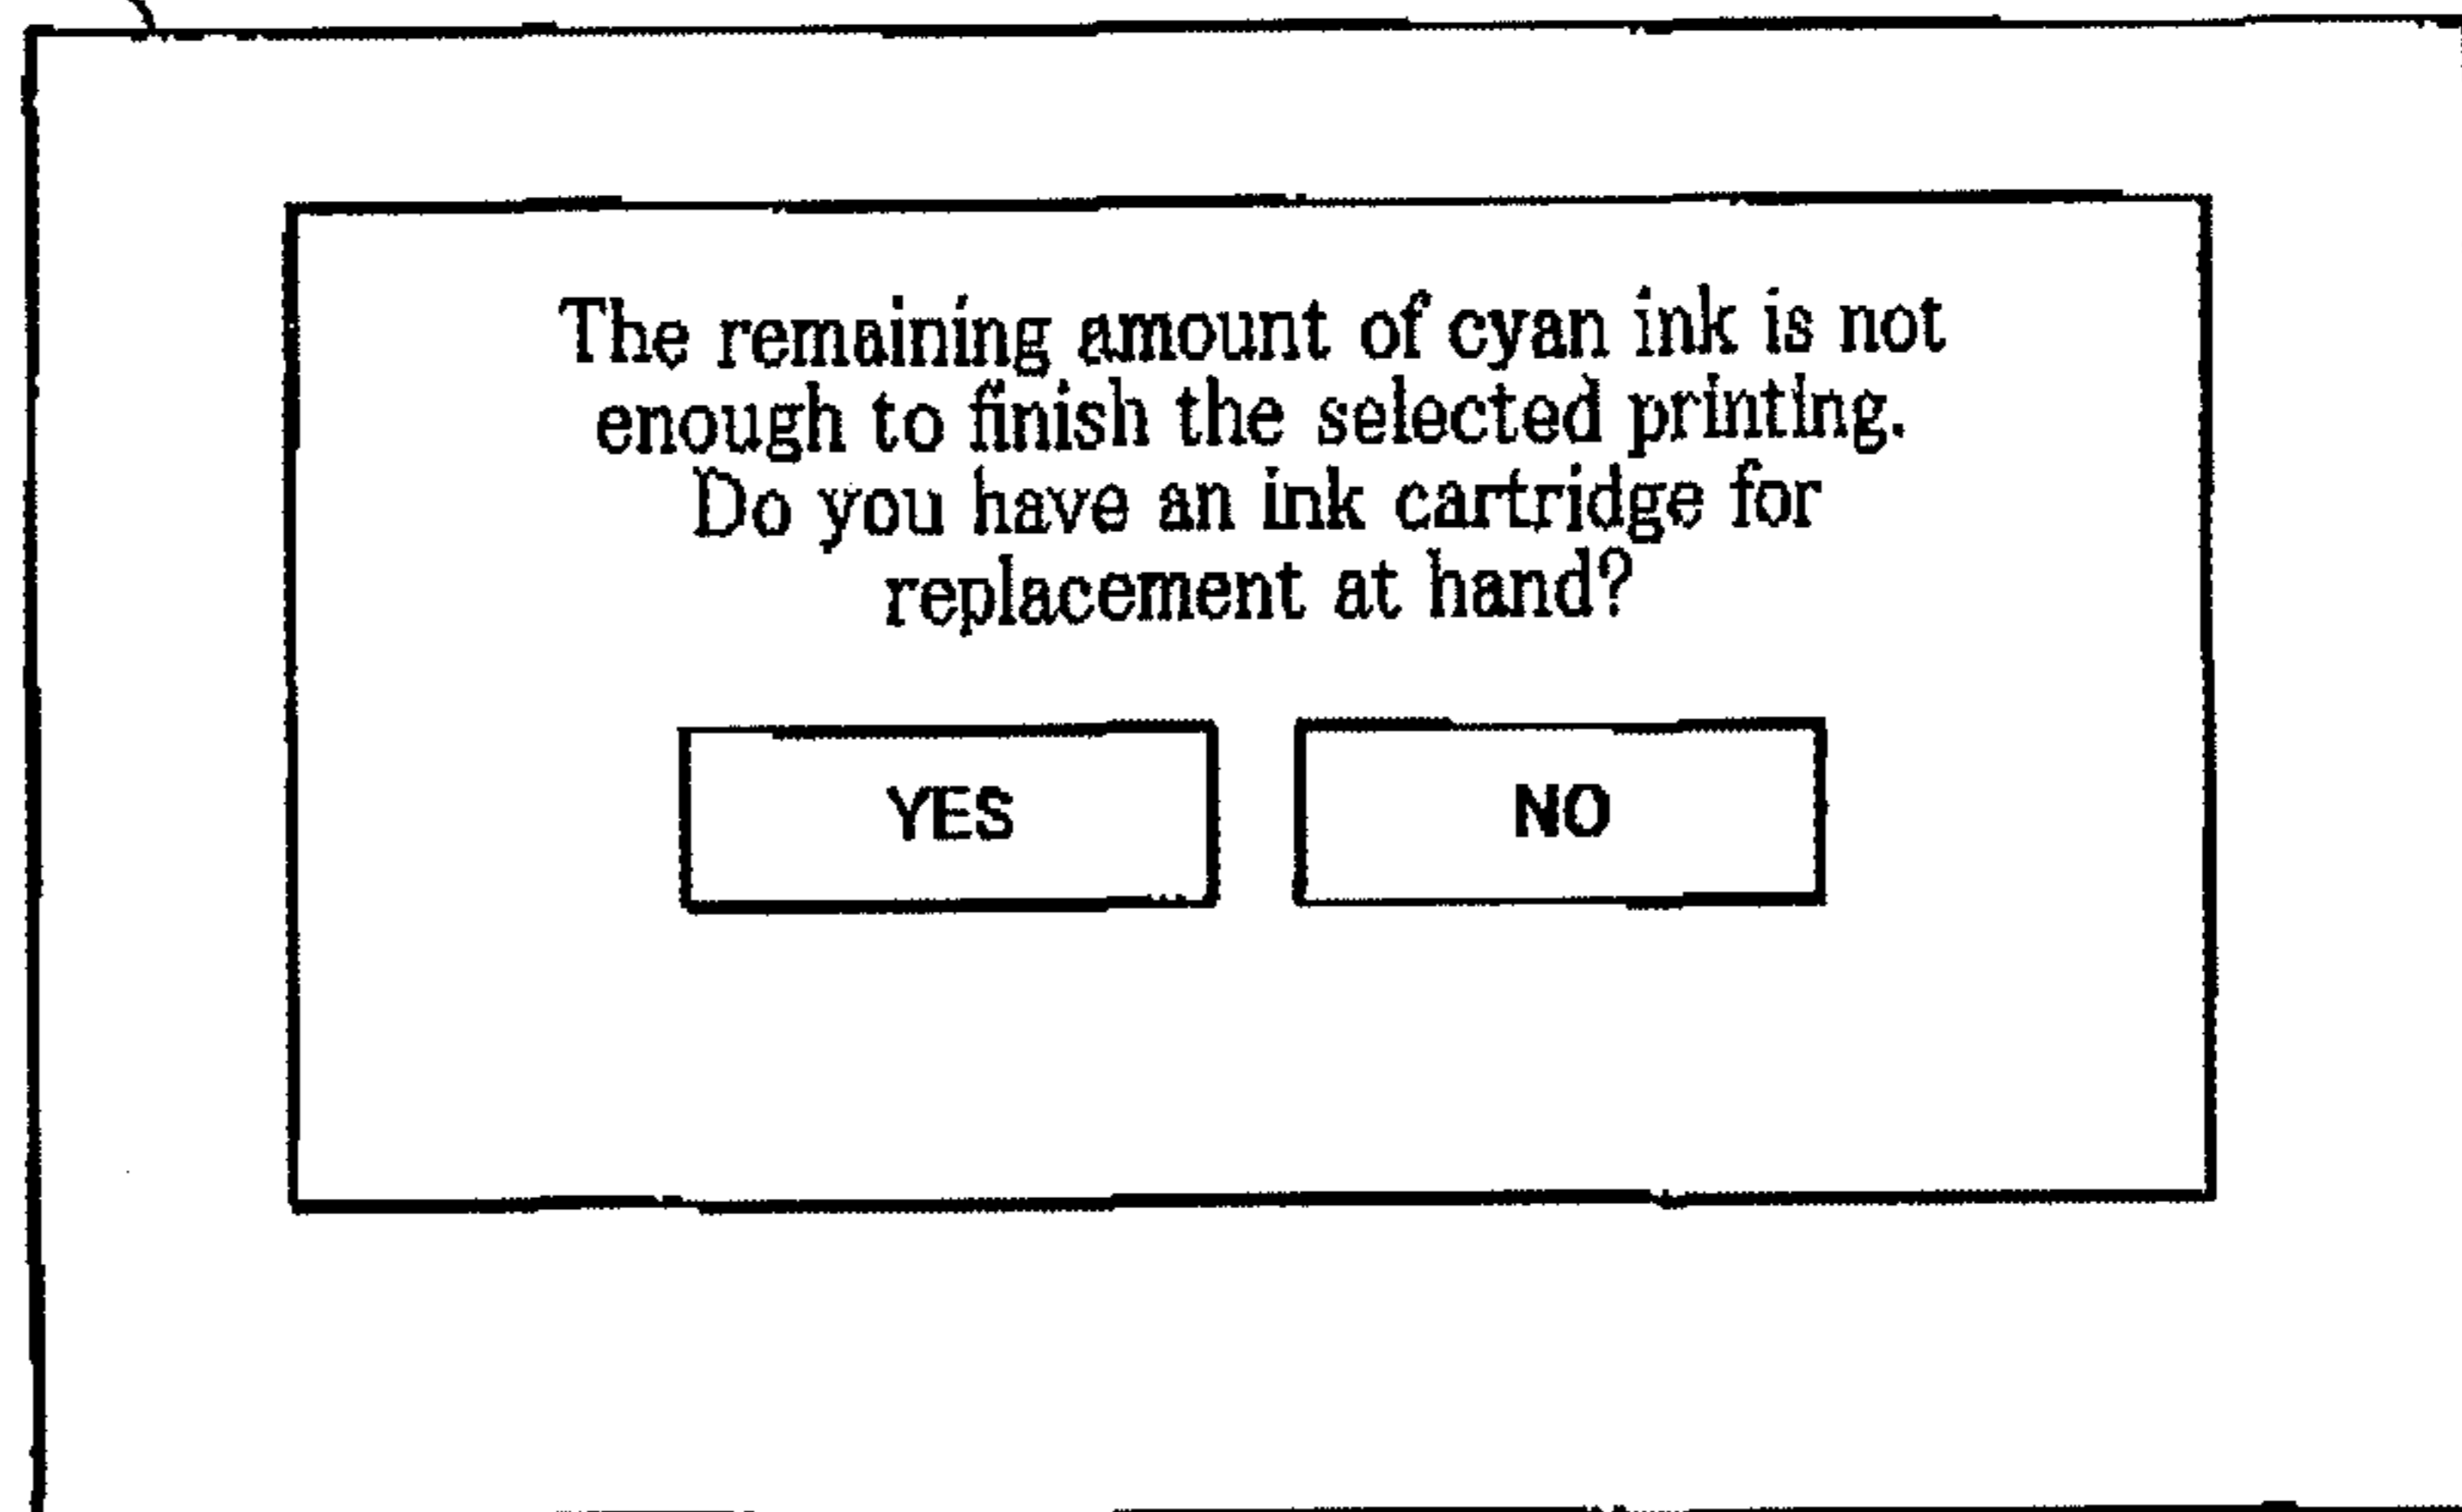 The remaining amount of cyan ink is not
enough to finish the selected printing.
Do you have an ink cartridge for
replacement at hand?
YES NO